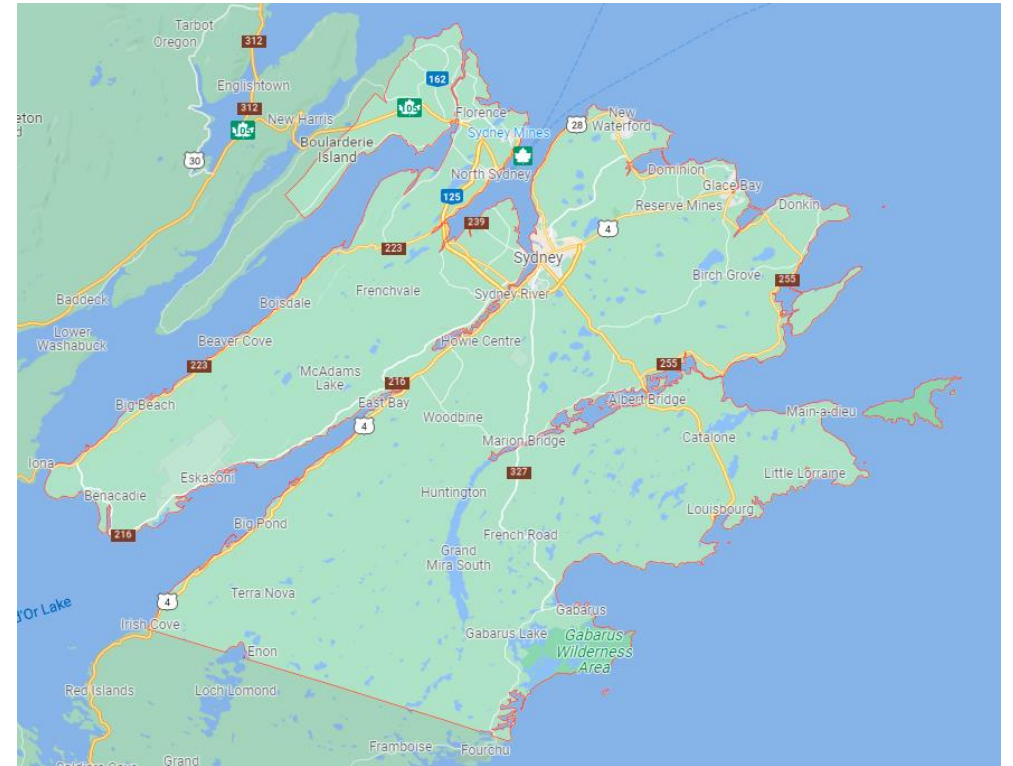 Tarbot
Oregon
312
Englishtown
162
312
105
Florence
New
Waterford
28
New Harris
105
Sydney Mines
Boularderie
Island
30
Dominion
North Sydney
Glace Bay
125
Reserve Mines
Donkin
239
4
223
Sydney
Birch Grove
255
Frenchvale
Sydney River
Baddeck
Boisdale
Lower
Washabuck
Beaver Cove
Howie Centre
223
255
McAdams
Lake
216
Big Beach
East Bay
Albert Bridge
Main-a-dieu
Woodbine
4
Marion Bridge
Catalone
Iona
327
Little Lorraine
Eskasoni
Benacadie
Huntington
Louisbourg
216
Big Pond
French Road
Grand
Mira South
Terra Nova
4
d'Or Lake
Gabarus
Irish Cove
Gabarus Lake
Gabarus
Wilderness
Area
Enon
Red Islands
Loch Lomond
Framboise
Fourchu
Grand